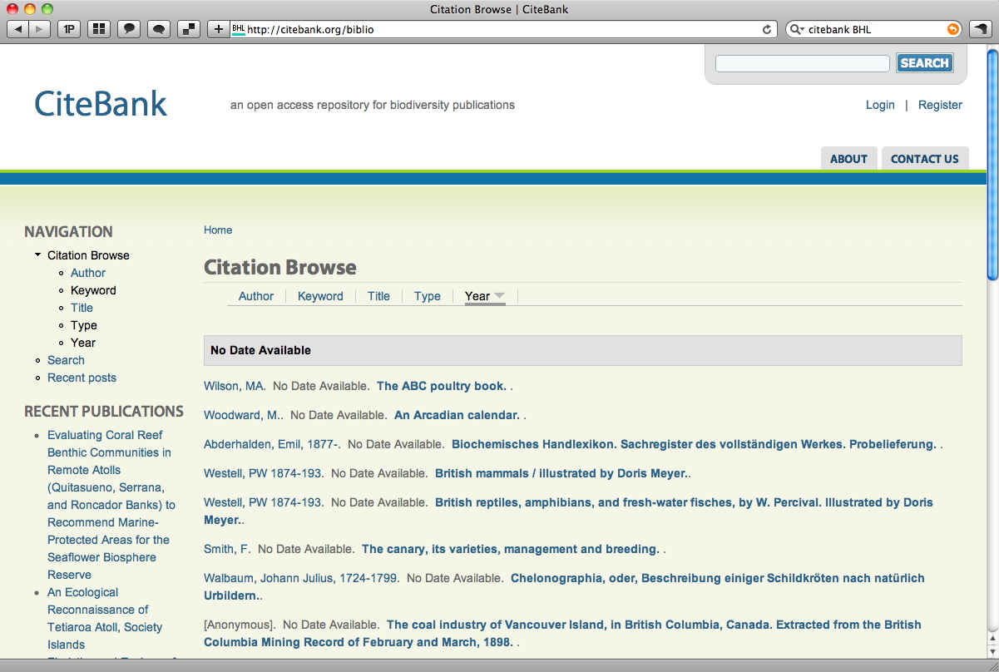 Citation Browse | CiteBank
1P
BHL http://citebank.org/biblio
citebank BHL
SEARCH
CiteBank
an open access repository for biodiversity publications
Login | Register
ABOUT
CONTACT US
NAVIGATION
Citation Browse
Author
Keyword
Title
Type
Year
Search
Recent posts
RECENT PUBLICATIONS
Evaluating Coral Reef
Benthic Communities in
Remote Atolls
(Quitasueno, Serrana,
and Roncador Banks) to
Recommend Marine-
Protected Areas for the
Seaflower Biosphere
Reserve
An Ecological
Reconnaissance of
Tetiaroa Atoll, Society
Islands
Home
Citation Browse
Author Keyword Title Type Year
No Date Available
Wilson, MA. No Date Available. The ABC poultry book. .
Woodward, M.. No Date Available. An Arcadian calendar. .
Abderhalden, Emil, 1877-. No Date Available. Biochemisches Handlexikon. Sachregister des vollständigen Werkes. Probelieferung. .
Westell, PW 1874-193. No Date Available. British mammals / illustrated by Doris Meyer..
Westell, PW 1874-193. No Date Available. British reptiles, amphibians, and fresh-water fisches, by W. Percival. Illustrated by Doris
Meyer..
Smith, F. No Date Available. The canary, its varieties, management and breeding. .
Walbaum, Johann Julius, 1724-1799. No Date Available. Chelonographia, oder, Beschreibung einiger Schildkröten nach natürlich
Urbildern..
[Anonymous]. No Date Available. The coal industry of Vancouver Island, in British Columbia, Canada. Extracted from the British
Columbia Mining Record of February and March, 1898. .